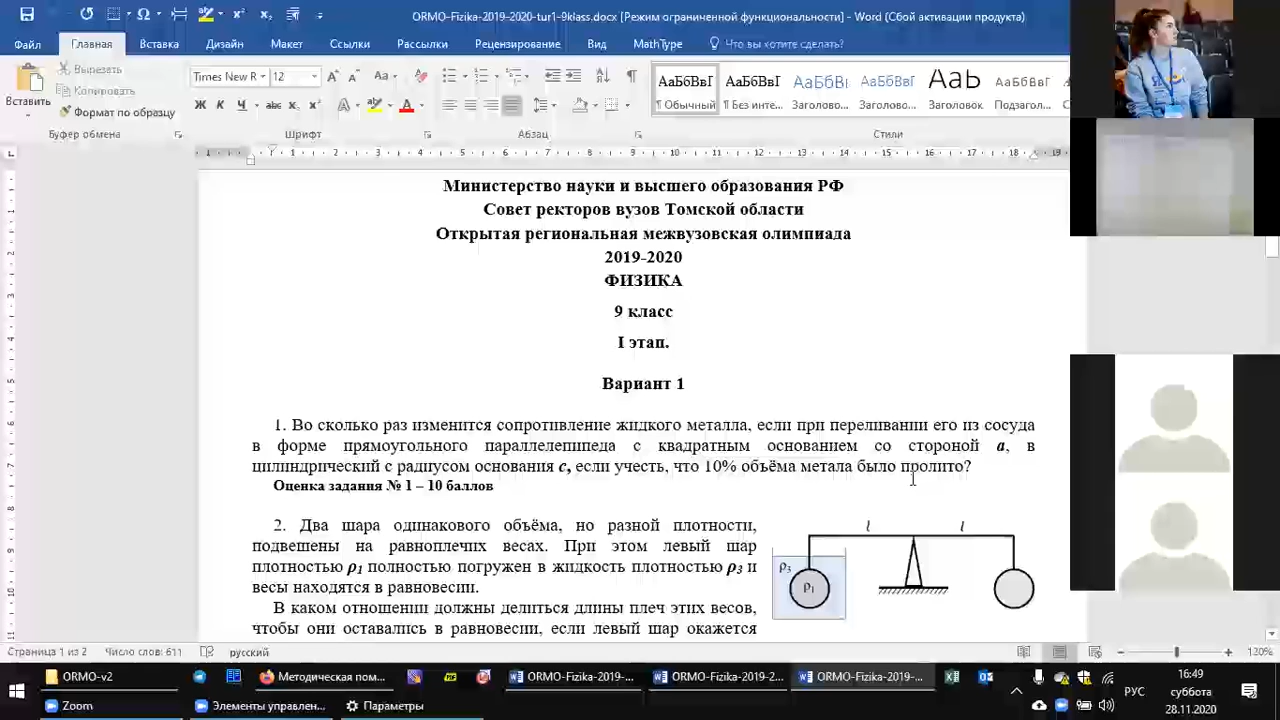 ORMO-Fizika-2019-2020-tur1-9klass.docx [Режим ограниченной функциональности] - Word (Сбой активации продукта)
Файл Главная Вставка Дизайн Макет Ссылки Рассылки Рецензирование Вид MathType Что вы хотите сделать?
Вставить
Вырезать
Копировать
Формат по образцу
Буфер обмена
Times New R 12
Ж К Ч abc x₂ x²
Шрифт
Абзац
АаБбВвГ АаБбВвГ АаБбВı АаБбВвГ АаЬ АаБбВвГ
¶ Обычный ¶ Без инте... Заголово... Заголово... Заголовок Подзагол...
Стили
Министерство науки и высшего образования РФ
Совет ректоров вузов Томской области
Открытая региональная межвузовская олимпиада
2019-2020
ФИЗИКА
9 класс
I этап.
Вариант 1
1. Во сколько раз изменится сопротивление жидкого металла, если при переливании его из сосуда
в форме прямоугольного параллелепипеда с квадратным основанием со стороной a, в
цилиндрический с радиусом основания c, если учесть, что 10% объёма метала было пролито?
Оценка задания № 1 – 10 баллов
2. Два шара одинакового объёма, но разной плотности,
подвешены на равноплечих весах. При этом левый шар
плотностью ρ₁ полностью погружен в жидкость плотностью ρ₃ и
весы находятся в равновесии.
В каком отношении должны делиться длины плеч этих весов,
чтобы они оставались в равновесии, если левый шар окажется
l l
ρ₃
ρ₁
Страница 1 из 2 Число слов: 611 русский 120%
ORMO-v2 Методическая пом... ORMO-Fizika-2019-... ORMO-Fizika-2019-2... ORMO-Fizika-2019-...
Zoom Элементы управлен... Параметры
РУС
16:49
суббота
28.11.2020